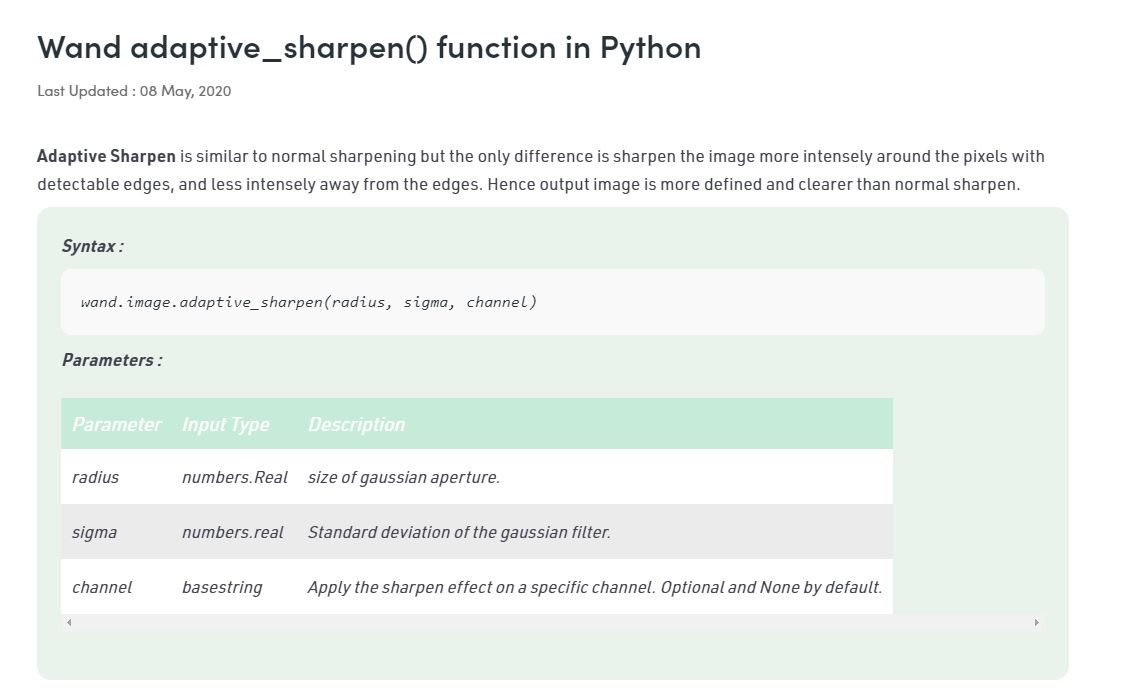 Wand adaptive_sharpen() function in Python
Last Updated : 08 May, 2020
Adaptive Sharpen is similar to normal sharpening but the only difference is sharpen the image more intensely around the pixels with
detectable edges, and less intensely away from the edges. Hence output image is more defined and clearer than normal sharpen.
Syntax :
wand.image.adaptive_sharpen(radius, sigma, channel)
Parameters :
Parameter Input Type Description
radius numbers.Real size of gaussian aperture.
sigma numbers.real Standard deviation of the gaussian filter.
channel basestring Apply the sharpen effect on a specific channel. Optional and None by default.